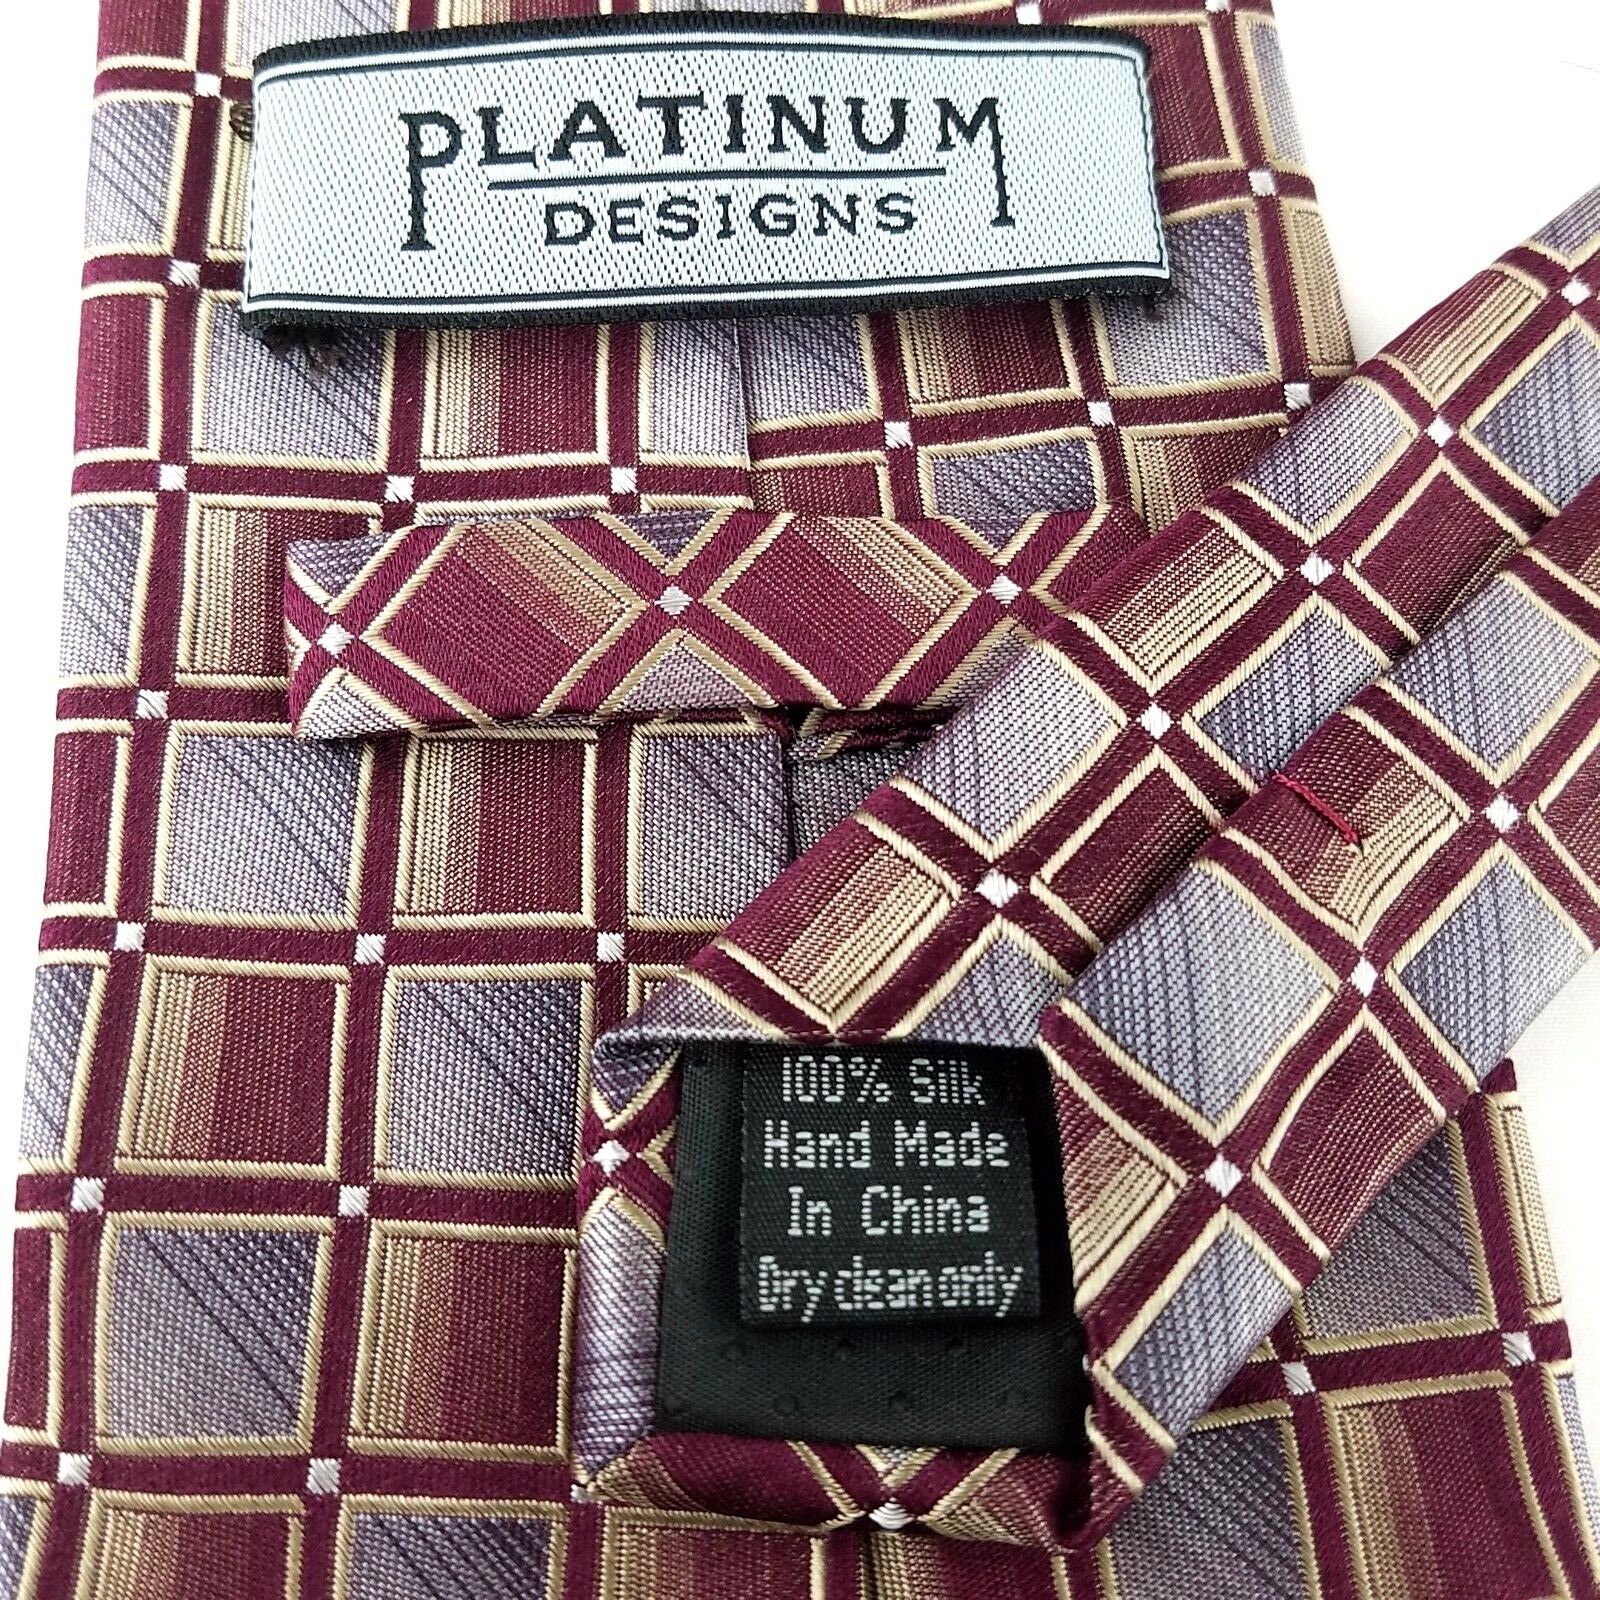 PLATINUM
DESIGNS
100% Silk
Hand Made
In China
Dry clean only